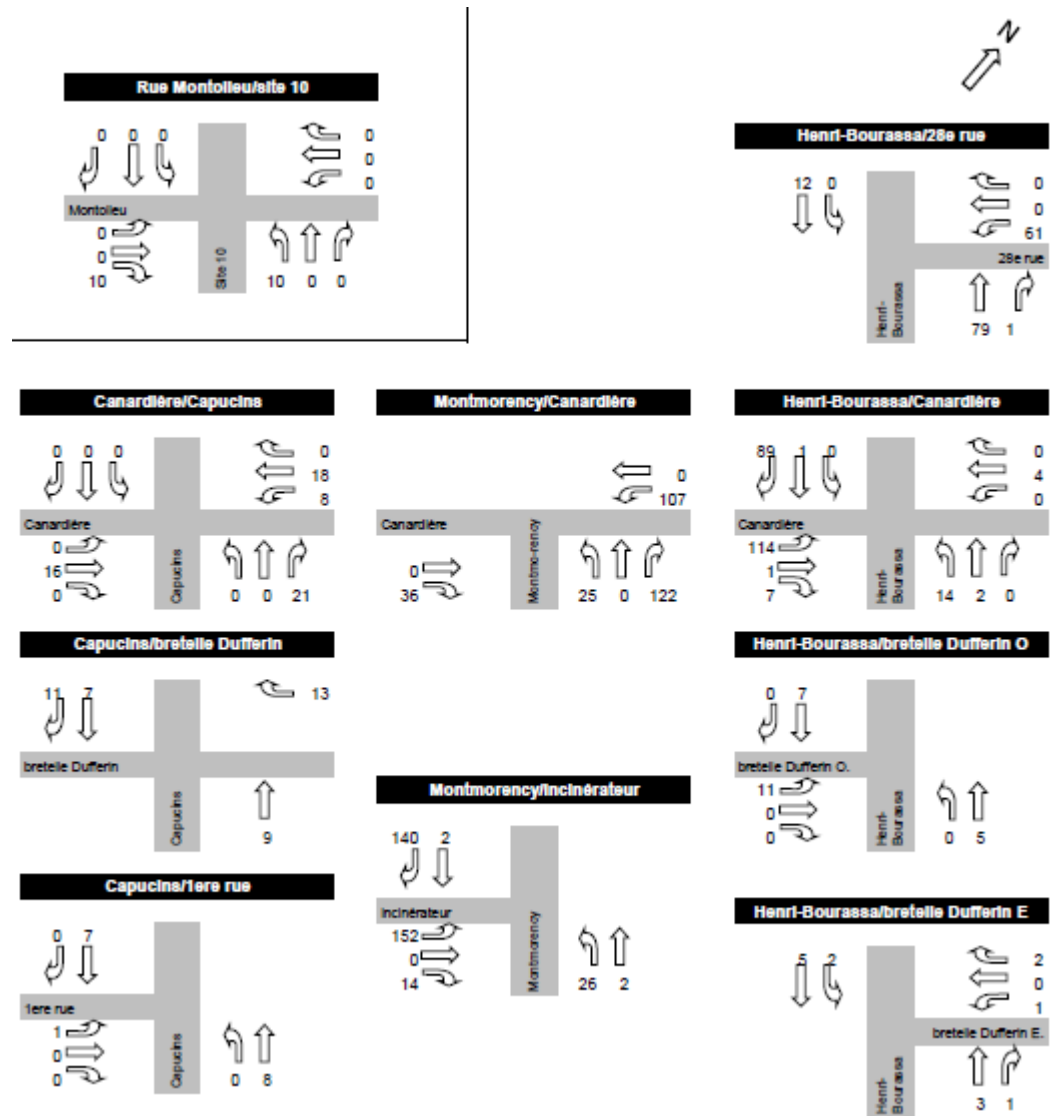 N
Rue Montolieu/site 10
0 0 0
0
0
0
Montolieu
0
0
10
Site 10
10 0 0
Henri-Bourassa/28e rue
12 0
0
0
61
28e rue
Henri-
Bourassa
79 1
Canardière/Capucins
0 0 0
0
18
8
Canardière
0
16
0
Capucins
0 0 21
Montmorency/Canardière
0
107
Canardière
0
36
Montmo-rency
25 0 122
Henri-Bourassa/Canardière
89 1 0
0
4
0
Canardière
114
1
7
Henri-
Bourassa
14 2 0
Capucins/bretelle Dufferin
11 7
13
bretelle Dufferin
Capucins
9
Montmorency/Incinérateur
140 2
Incinérateur
152
0
14
Montmorency
26 2
Henri-Bourassa/bretelle Dufferin O
0 7
bretelle Dufferin O.
11
0
0
Henri-
Bourassa
0 5
Capucins/1ere rue
0 7
1ere rue
1
0
0
Capucins
0 8
Henri-Bourassa/bretelle Dufferin E
5 2
2
0
1
bretelle Dufferin E.
Henri-
Bourassa
3 1